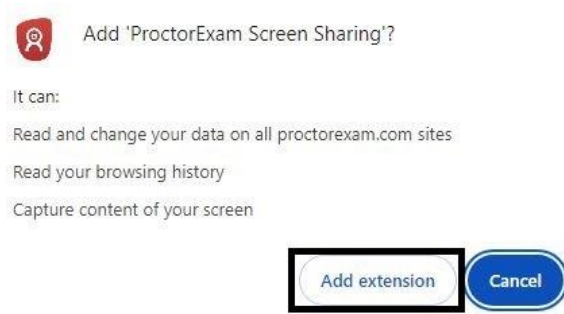 Add 'ProctorExam Screen Sharing'?
It can:
Read and change your data on all proctorexam.com sites
Read your browsing history
Capture content of your screen
Add extension
Cancel